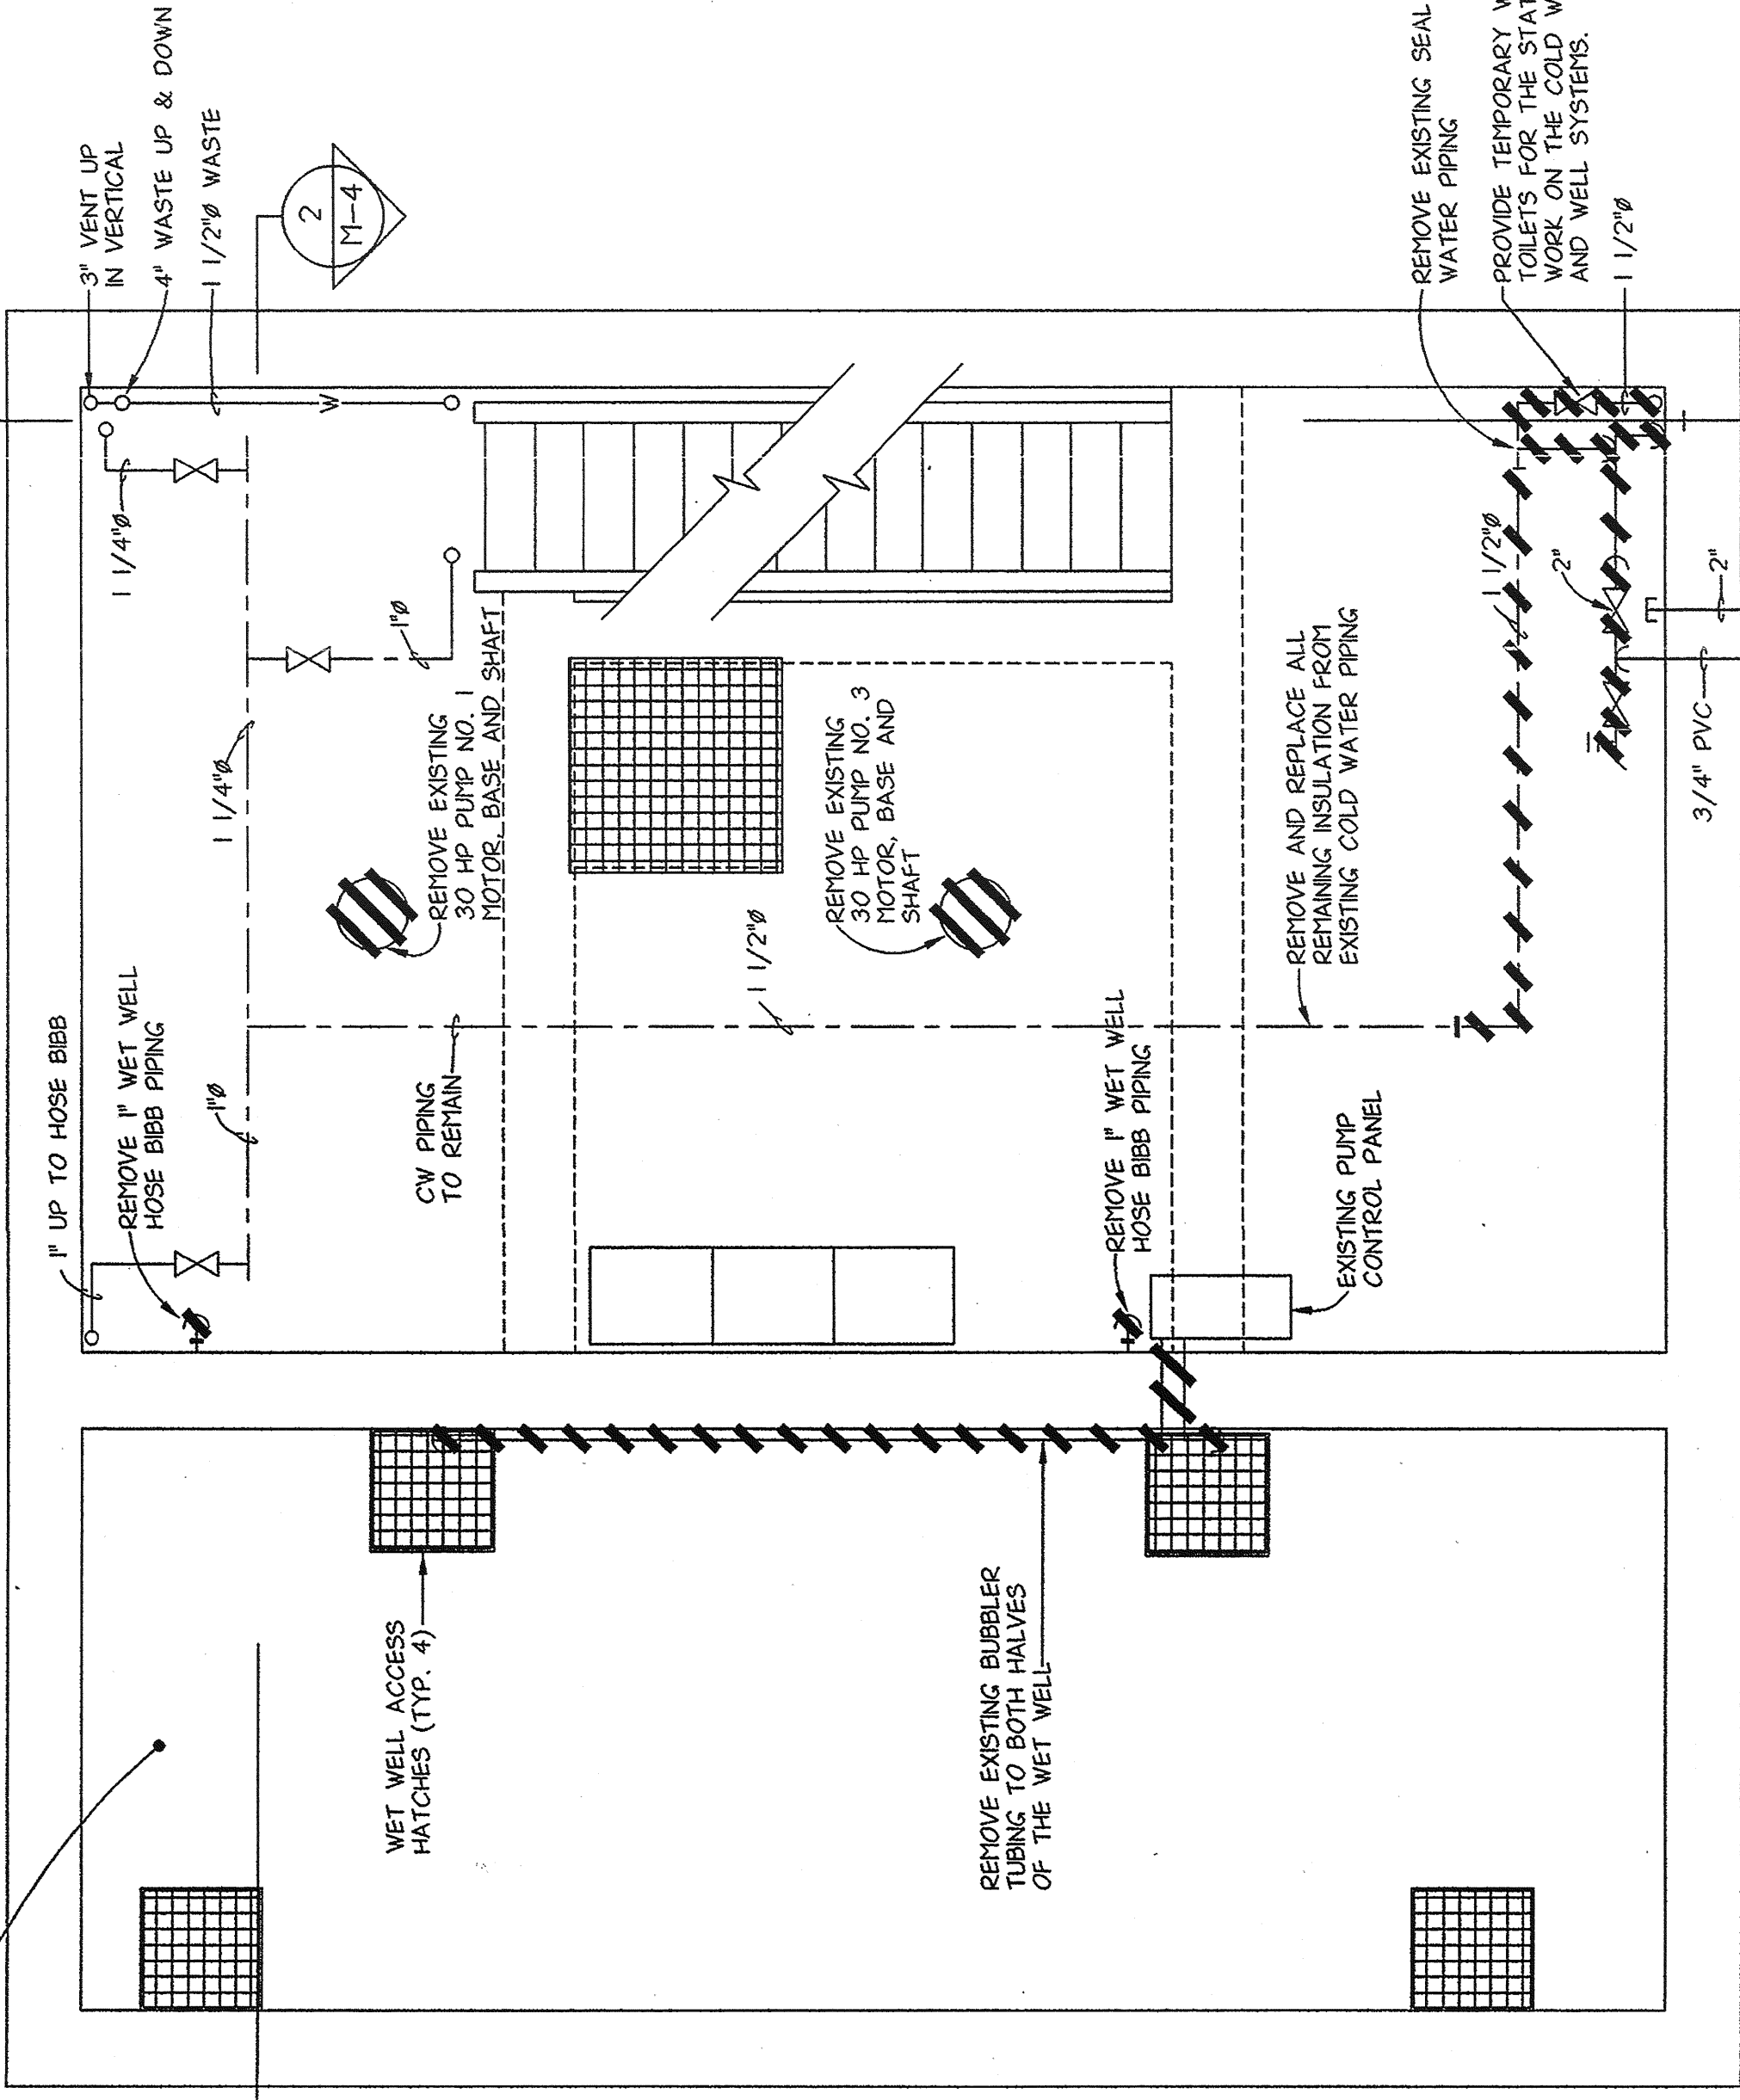 3" VENT UP
IN VERTICAL
4" WASTE UP & DOWN
1 1/2"Ø WASTE
2
M-4
W
1 1/4"Ø
1"Ø
1 1/4"Ø
REMOVE EXISTING
30 HP PUMP NO. 1
MOTOR, BASE AND SHAFT
1" UP TO HOSE BIBB
REMOVE 1" WET WELL
HOSE BIBB PIPING
1"Ø
CW PIPING
TO REMAIN
1 1/2"Ø
REMOVE EXISTING
30 HP PUMP NO. 3
MOTOR, BASE AND
SHAFT
REMOVE 1" WET WELL
HOSE BIBB PIPING
EXISTING PUMP
CONTROL PANEL
REMOVE AND REPLACE ALL
REMAINING INSULATION FROM
EXISTING COLD WATER PIPING
REMOVE EXISTING SEAL
WATER PIPING
PROVIDE TEMPORARY
TOILETS FOR THE
WORK ON THE COLD
AND WELL SYSTEMS.
1 1/2"Ø
1 1/2"Ø
2"
2"
3/4" PVC
WET WELL ACCESS
HATCHES (TYP. 4)
REMOVE EXISTING BUBBLER
TUBING TO BOTH HALVES
OF THE WET WELL